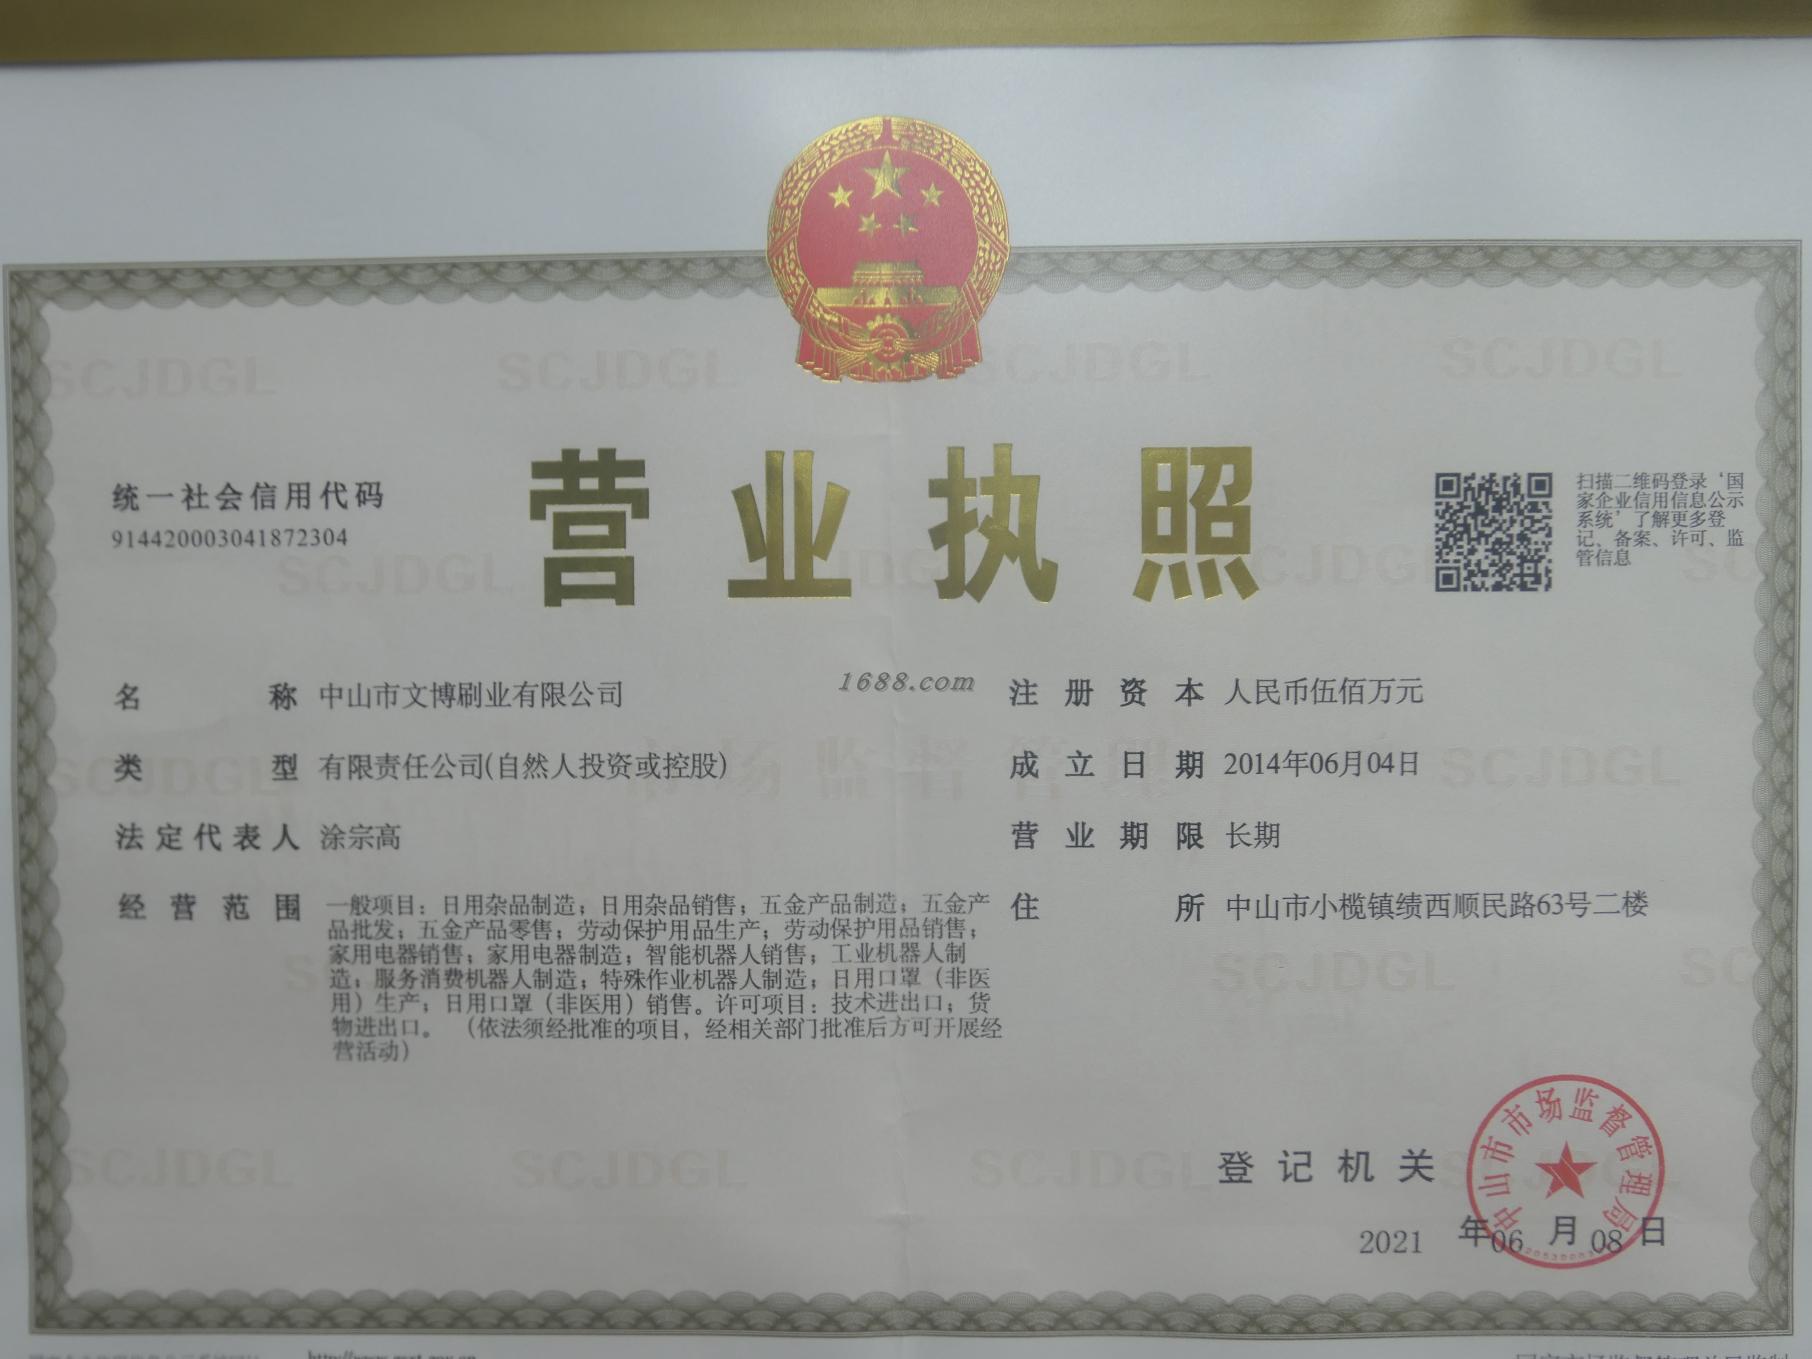 营业执照
统一社会信用代码
914420003041872304
扫描二维码登录‘国
家企业信用信息公示
系统’了解更多登
记、备案、许可、监
管信息
1688.com
名称 中山市文博刷业有限公司
类型 有限责任公司(自然人投资或控股)
法定代表人 涂宗高
经营范围 一般项目：日用杂品制造；日用杂品销售；五金产品制造；五金产
品批发；五金产品零售；劳动保护用品生产；劳动保护用品销售；
家用电器销售；家用电器制造；智能机器人销售；工业机器人制
造；服务消费机器人制造；特殊作业机器人制造；日用口罩（非医
用）生产；日用口罩（非医用）销售。许可项目：技术进出口；货
物进出口。（依法须经批准的项目，经相关部门批准后方可开展经
营活动）
注册资本 人民币伍佰万元
成立日期 2014年06月04日
营业期限 长期
住所 中山市小榄镇绩西顺民路63号二楼
登记机关
中山市市场监督管理局
2021年06月08日
SCJDGL
市场监督管理